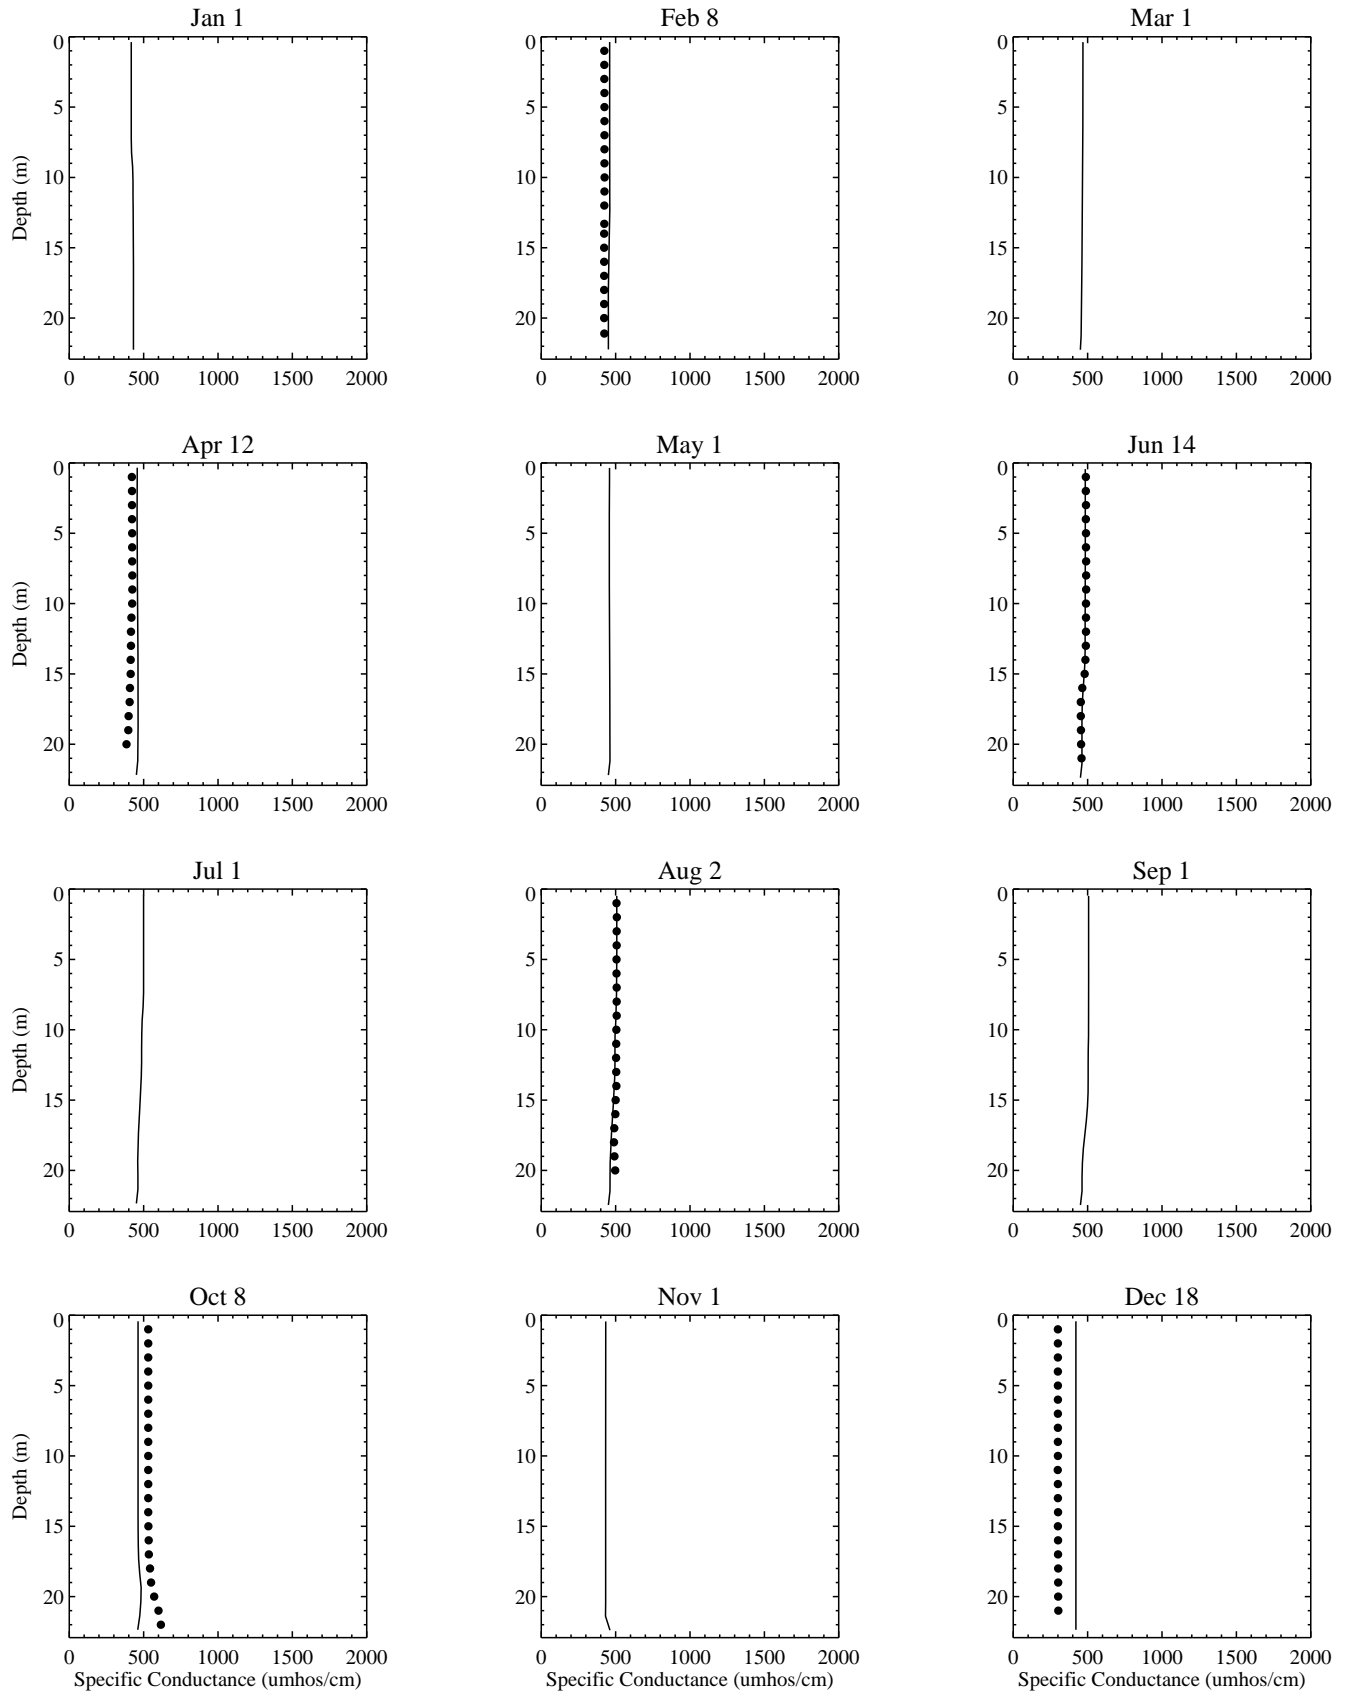 Jan 1
Feb 8
Mar 1
0 0 0
5 5 5
10 10 10
15 15 15
20 20 20
Depth (m)
0 500 1000 1500 2000 0 500 1000 1500 2000 0 500 1000 1500 2000
Apr 12
May 1
Jun 14
0 0 0
5 5 5
10 10 10
15 15 15
20 20 20
Depth (m)
0 500 1000 1500 2000 0 500 1000 1500 2000 0 500 1000 1500 2000
Jul 1
Aug 2
Sep 1
0 0 0
5 5 5
10 10 10
15 15 15
20 20 20
Depth (m)
0 500 1000 1500 2000 0 500 1000 1500 2000 0 500 1000 1500 2000
Oct 8
Nov 1
Dec 18
0 0 0
5 5 5
10 10 10
15 15 15
20 20 20
Depth (m)
0 500 1000 1500 2000 0 500 1000 1500 2000 0 500 1000 1500 2000
Specific Conductance (umhos/cm)
Specific Conductance (umhos/cm)
Specific Conductance (umhos/cm)